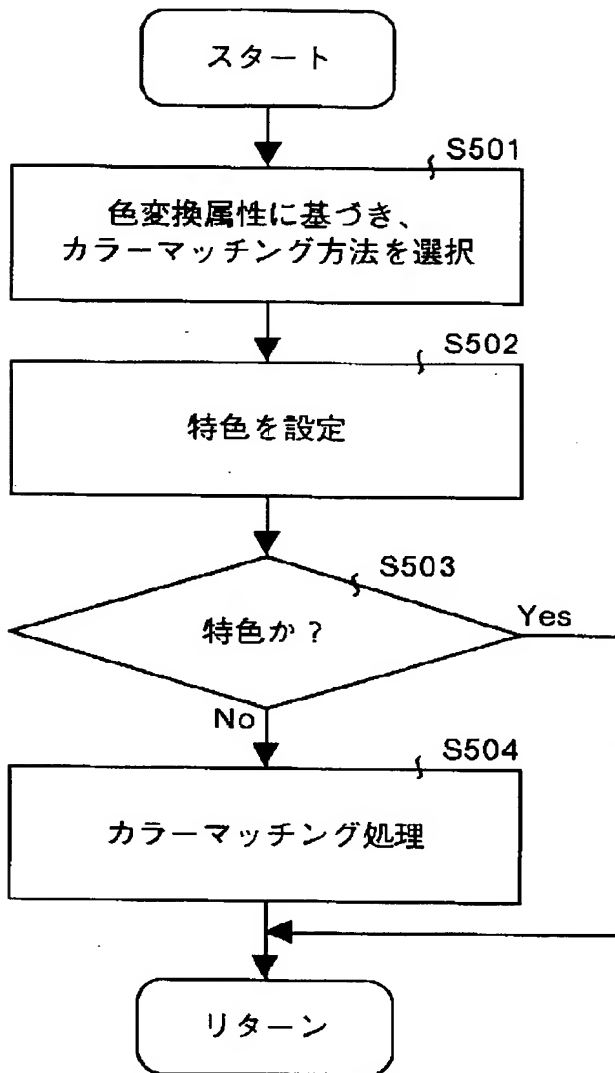 スタート
S501
色変換属性に基づき、
カラーマッチング方法を選択
S502
特色を設定
S503
特色か？
Yes
No
S504
カラーマッチング処理
リターン